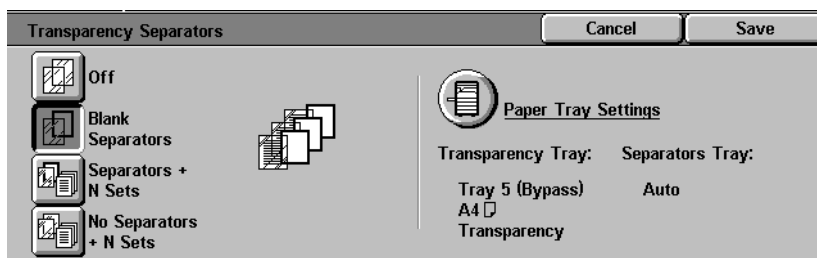 Transparency Separators
Cancel
Save
Off
Blank
Separators
Separators +
N Sets
No Separators
+ N Sets
Paper Tray Settings
Transparency Tray:
Tray 5 (Bypass)
A4
Transparency
Separators Tray:
Auto